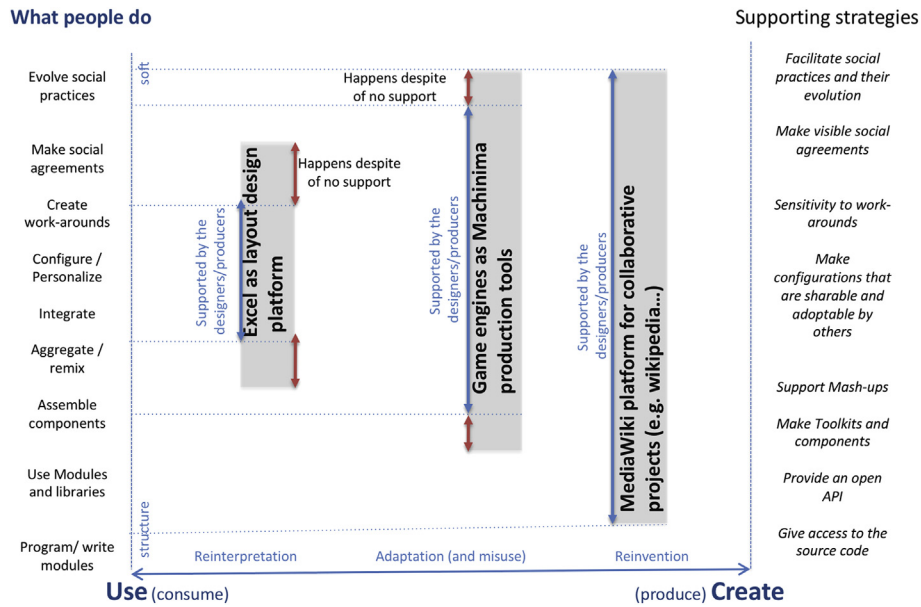 What people do
Supporting strategies
Evolve social
practices
Make social
agreements
Create
work-arounds
Configure /
Personalize
Integrate
Aggregate /
remix
Assemble
components
Use Modules
and libraries
Program/ write
modules
soft
structure
Supported by the
designers/producers
Excel as layout design
platform
Happens despite
of no support
Happens despite
of no support
Supported by the
designers/producers
Game engines as Machinima
production tools
Supported by the
designers/producers
MediaWiki platform for collaborative
projects (e.g. wikipedia...)
Facilitate social
practices and their
evolution
Make visible social
agreements
Sensitivity to work-
arounds
Make
configurations that
are sharable and
adoptable by
others
Support Mash-ups
Make Toolkits and
components
Provide an open
API
Give access to the
source code
Reinterpretation
Adaptation (and misuse)
Reinvention
Use (consume)
(produce) Create